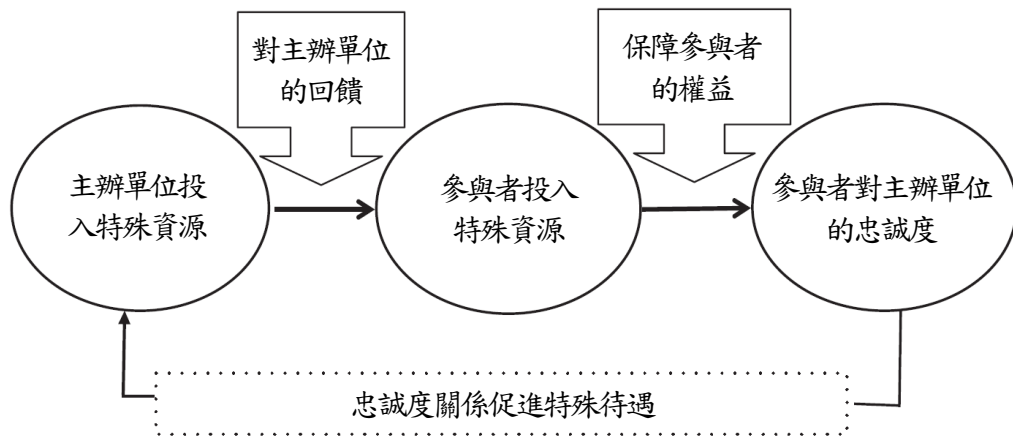 對主辦單位
的回饋
保障參與者
的權益
主辦單位投
入特殊資源
參與者投入
特殊資源
參與者對主辦單位
的忠誠度
忠誠度關係促進特殊待遇